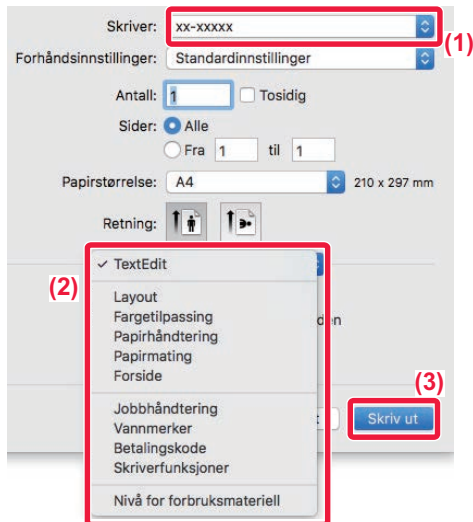 Skriver: xx-xxxxx
(1)
Forhåndsinnstillinger: Standardinnstillinger
Antall: 1 Tosidig
Sider: Alle
Fra 1 til 1
Papirstørrelse: A4 210 x 297 mm
Retning:
(2)
✓ TextEdit
Layout
Fargetilpassing
Papirhåndtering
Papirmating
Forside
Jobbhåndtering
Vannmerker
Betalingskode
Skriverfunksjoner
Nivå for forbruksmateriell
(3)
Skriv ut